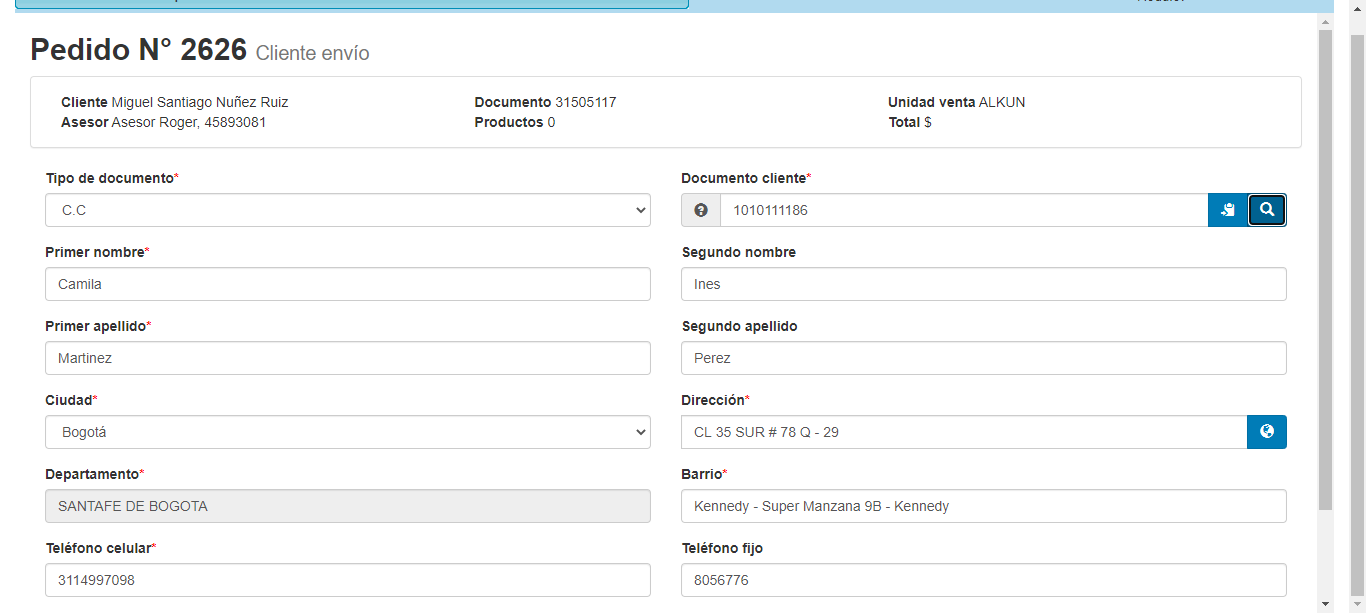 Pedido N° 2626 Cliente envío
Cliente Miguel Santiago Nuñez Ruiz Documento 31505117 Unidad venta ALKUN
Asesor Asesor Roger, 45893081 Productos 0 Total $
Tipo de documento* Documento cliente*
C.C 1010111186
Primer nombre* Segundo nombre
Camila Ines
Primer apellido* Segundo apellido
Martinez Perez
Ciudad* Dirección*
Bogotá CL 35 SUR # 78 Q - 29
Departamento* Barrio*
SANTAFE DE BOGOTA Kennedy - Super Manzana 9B - Kennedy
Teléfono celular* Teléfono fijo
3114997098 8056776